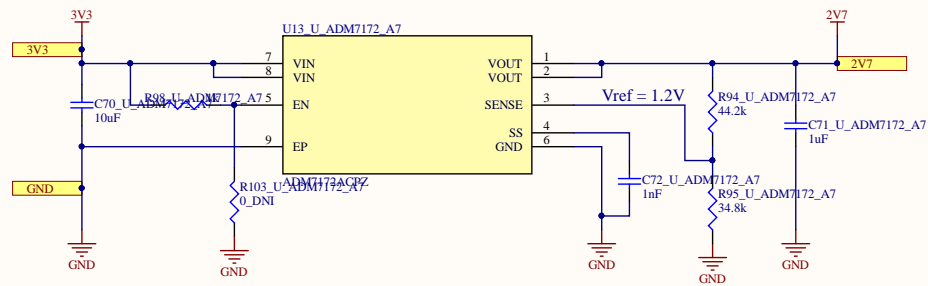 3V3
2V7
U13_U_ADM7172_A7
3V3
2V7
7
VIN
VOUT
1
8
VIN
VOUT
2
R98_U_ADM7172_A7
5
EN
SENSE
3
Vref = 1.2V
R94_U_ADM7172_A7
44.2k
C70_U_ADM7172_A7
10uF
SS
4
C71_U_ADM7172_A7
1uF
9
EP
GND
6
ADM7172ACPZ
C72_U_ADM7172_A7
1nF
GND
R103_U_ADM7172_A7
0_DNI
R95_U_ADM7172_A7
34.8k
GND
GND
GND
GND
GND